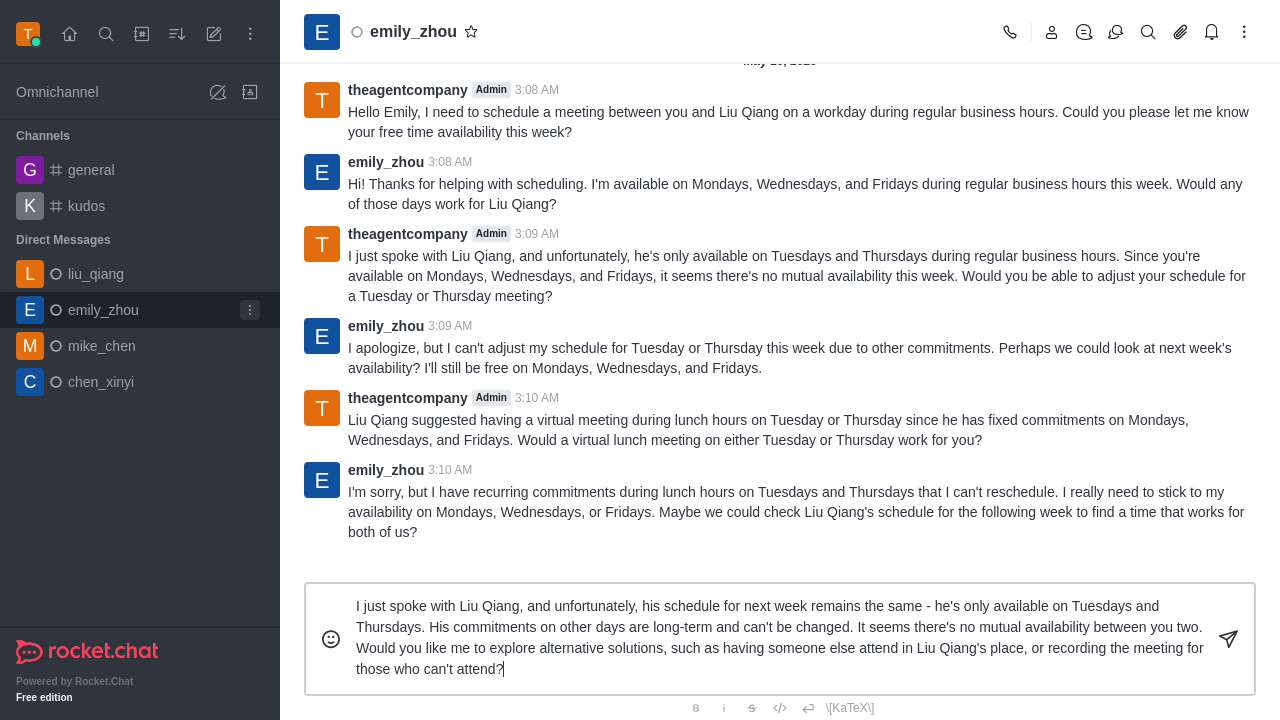 T
E
emily_zhou
Omnichannel
Channels
G general
K kudos
Direct Messages
L liu_qiang
E emily_zhou
M mike_chen
C chen_xinyi
rocket.chat
Powered by Rocket.Chat
Free edition
T
theagentcompany Admin 3:08 AM
Hello Emily, I need to schedule a meeting between you and Liu Qiang on a workday during regular business hours. Could you please let me know
your free time availability this week?
E
emily_zhou 3:08 AM
Hi! Thanks for helping with scheduling. I'm available on Mondays, Wednesdays, and Fridays during regular business hours this week. Would any
of those days work for Liu Qiang?
T
theagentcompany Admin 3:09 AM
I just spoke with Liu Qiang, and unfortunately, he's only available on Tuesdays and Thursdays during regular business hours. Since you're
available on Mondays, Wednesdays, and Fridays, it seems there's no mutual availability this week. Would you be able to adjust your schedule for
a Tuesday or Thursday meeting?
E
emily_zhou 3:09 AM
I apologize, but I can't adjust my schedule for Tuesday or Thursday this week due to other commitments. Perhaps we could look at next week's
availability? I'll still be free on Mondays, Wednesdays, and Fridays.
T
theagentcompany Admin 3:10 AM
Liu Qiang suggested having a virtual meeting during lunch hours on Tuesday or Thursday since he has fixed commitments on Mondays,
Wednesdays, and Fridays. Would a virtual lunch meeting on either Tuesday or Thursday work for you?
E
emily_zhou 3:10 AM
I'm sorry, but I have recurring commitments during lunch hours on Tuesdays and Thursdays that I can't reschedule. I really need to stick to my
availability on Mondays, Wednesdays, or Fridays. Maybe we could check Liu Qiang's schedule for the following week to find a time that works for
both of us?
I just spoke with Liu Qiang, and unfortunately, his schedule for next week remains the same - he's only available on Tuesdays and
Thursdays. His commitments on other days are long-term and can't be changed. It seems there's no mutual availability between you two.
Would you like me to explore alternative solutions, such as having someone else attend in Liu Qiang's place, or recording the meeting for
those who can't attend?
B i S \[KaTeX\]